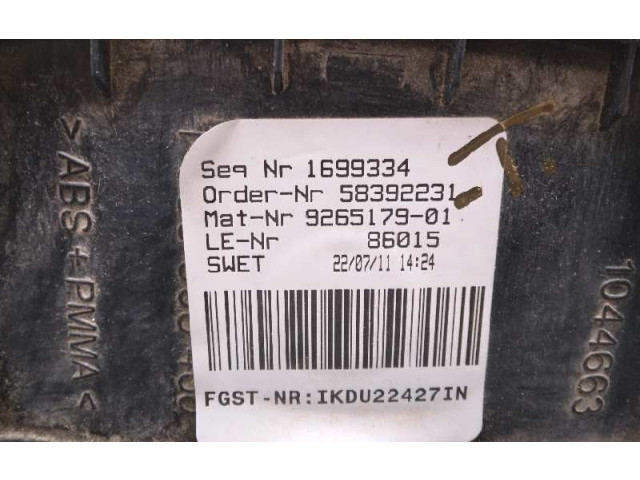 Seq Nr 1699334
Order-Nr 58392231
Mat-Nr 9265179-01
LE-Nr 86015
SWET 22/07/11 14:24
FGST-NR:IKDU22427IN
>ABS+PMMA<
1044663